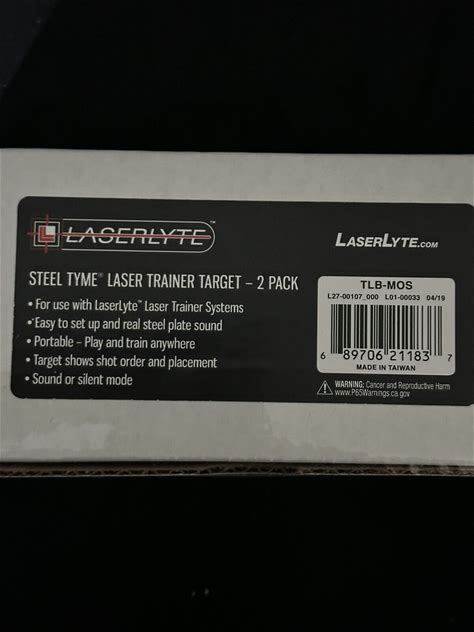 LASERLYTE™
LASERLYTE.COM
STEEL TYME® LASER TRAINER TARGET – 2 PACK
• For use with LaserLyte™ Laser Trainer Systems
• Easy to set up and real steel plate sound
• Portable – Play and train anywhere
• Target shows shot order and placement
• Sound or silent mode
TLB-MOS
L27-00107_000 L01-00033 04/19
6 89706 21183 7
MADE IN TAIWAN
WARNING: Cancer and Reproductive Harm
www.P65Warnings.ca.gov